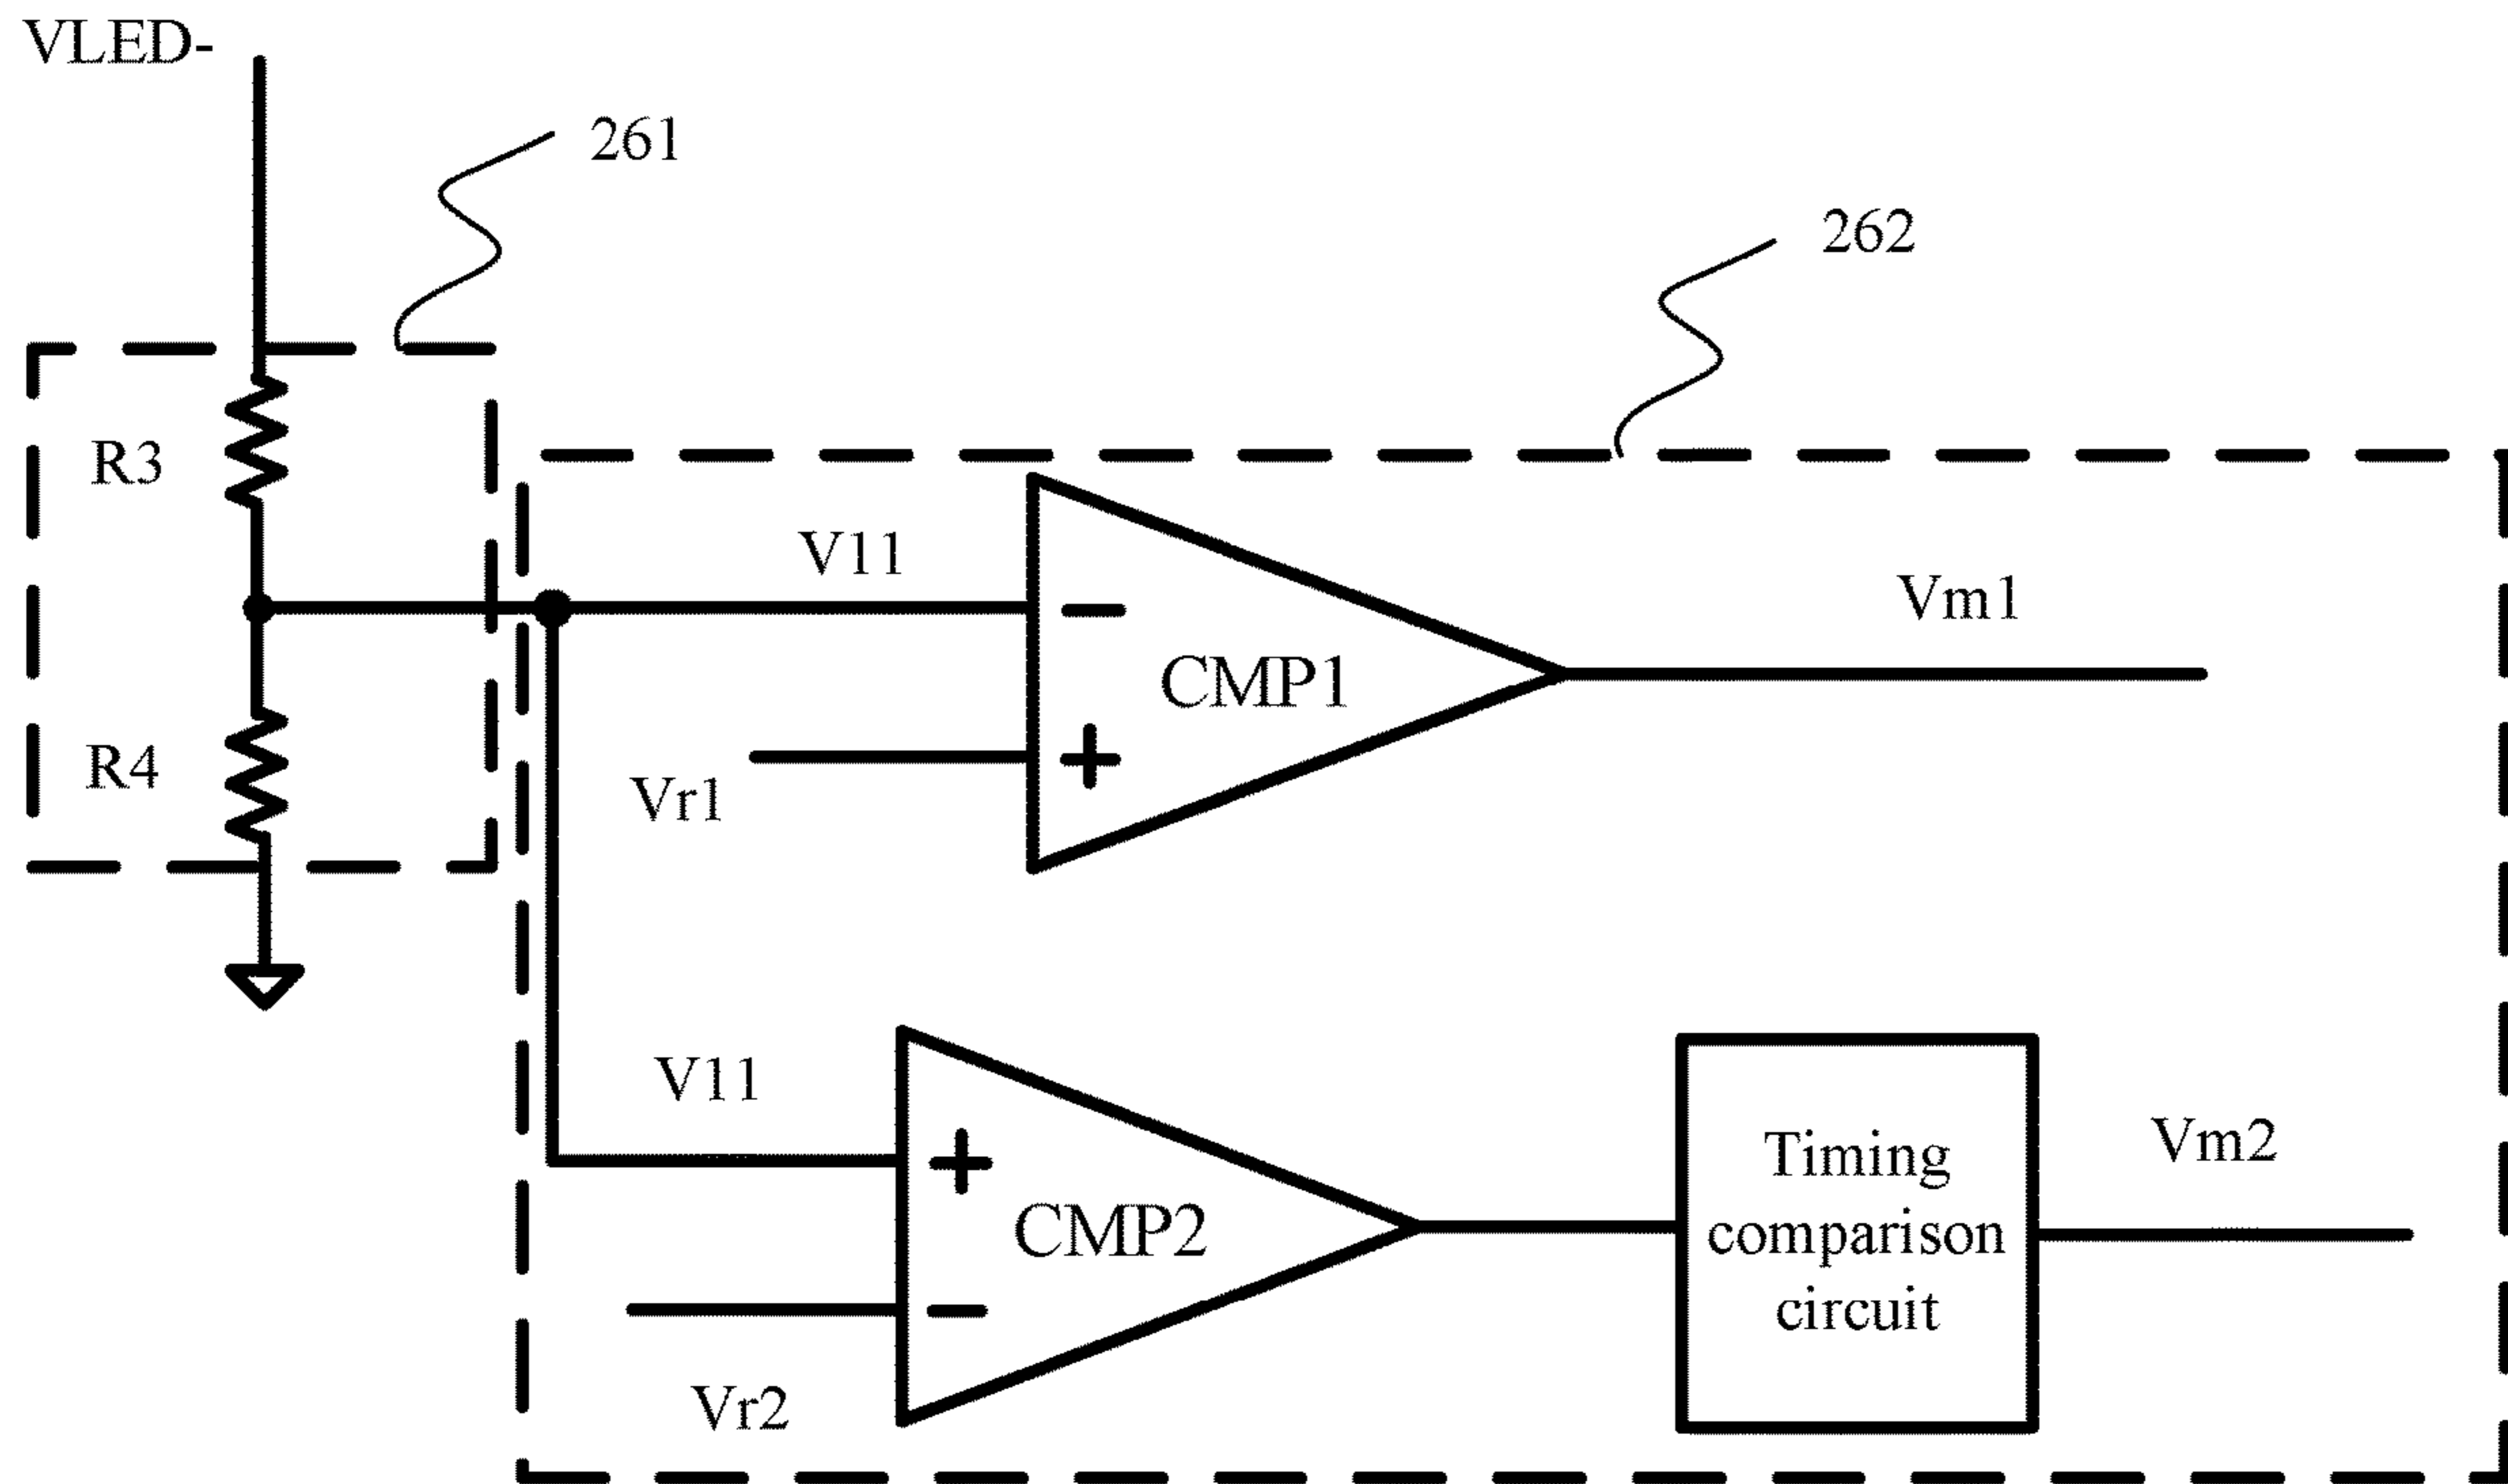 VLED-
261
262
R3
V11
Vm1
CMP1
R4
Vr1
V11
Timing
comparison
circuit
Vm2
CMP2
Vr2